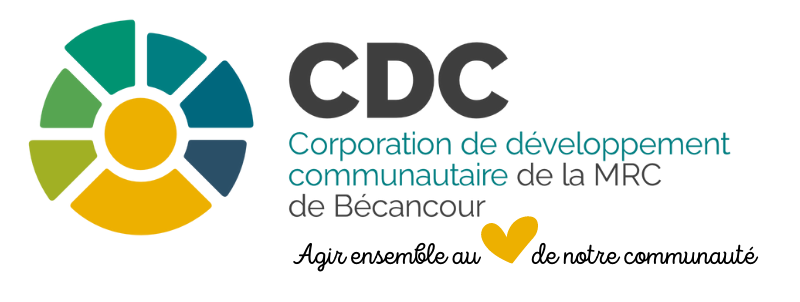 CDC
Corporation de développement
communautaire de la MRC
de Bécancour
Agir ensemble au de notre communauté